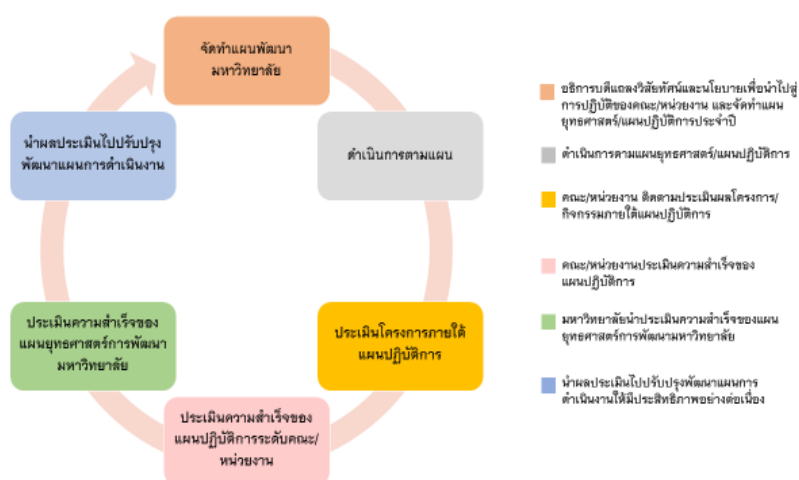 จัดทำแผนพัฒนา
มหาวิทยาลัย
ดำเนินการตามแผน
ประเมินโครงการภายใต้
แผนปฏิบัติการ
ประเมินความสำเร็จของ
แผนปฏิบัติการระดับคณะ/
หน่วยงาน
ประเมินความสำเร็จของ
แผนยุทธศาสตร์การพัฒนา
มหาวิทยาลัย
นำผลประเมินไปปรับปรุง
พัฒนาแผนการดำเนินงาน
อธิการบดีแถลงวิสัยทัศน์และนโยบายเพื่อนำไปสู่
การปฏิบัติของคณะ/หน่วยงาน และจัดทำแผน
ยุทธศาสตร์/แผนปฏิบัติการประจำปี
ดำเนินการตามแผนยุทธศาสตร์/แผนปฏิบัติการ
คณะ/หน่วยงาน ติดตามประเมินผลโครงการ/
กิจกรรมภายใต้แผนปฏิบัติการ
คณะ/หน่วยงานประเมินความสำเร็จของ
แผนปฏิบัติการ
มหาวิทยาลัยนำประเมินความสำเร็จของแผน
ยุทธศาสตร์การพัฒนามหาวิทยาลัย
นำผลประเมินไปปรับปรุงพัฒนาแผนการ
ดำเนินงานให้มีประสิทธิภาพอย่างต่อเนื่อง